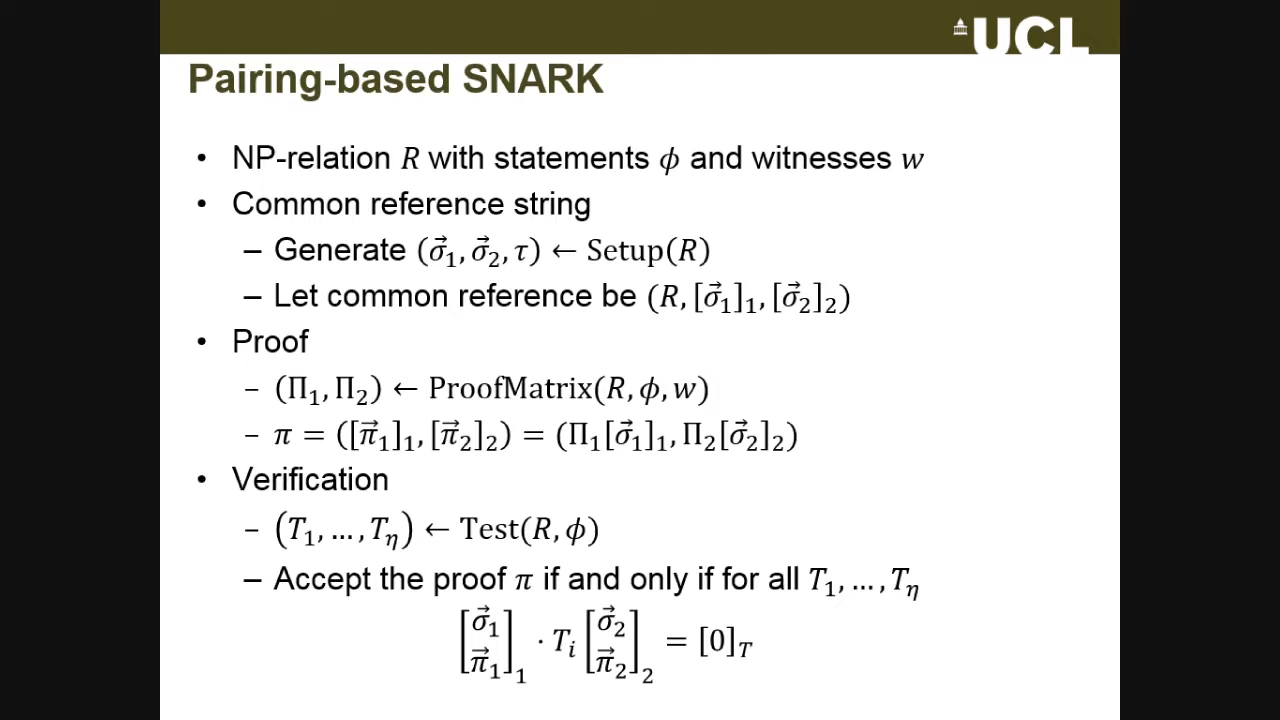 UCL
Pairing-based SNARK
• NP-relation R with statements ϕ and witnesses w
• Common reference string
– Generate (σ⃗₁, σ⃗₂, τ) ← Setup(R)
– Let common reference be (R, [σ⃗₁]₁, [σ⃗₂]₂)
• Proof
– (Π₁, Π₂) ← ProofMatrix(R, ϕ, w)
– π = ([π⃗₁]₁, [π⃗₂]₂) = (Π₁[σ⃗₁]₁, Π₂[σ⃗₂]₂)
• Verification
– (T₁, …, T_η) ← Test(R, ϕ)
– Accept the proof π if and only if for all T₁, …, T_η
[σ⃗₁ π⃗₁]₁ · Tᵢ [σ⃗₂ π⃗₂]₂ = [0]_T